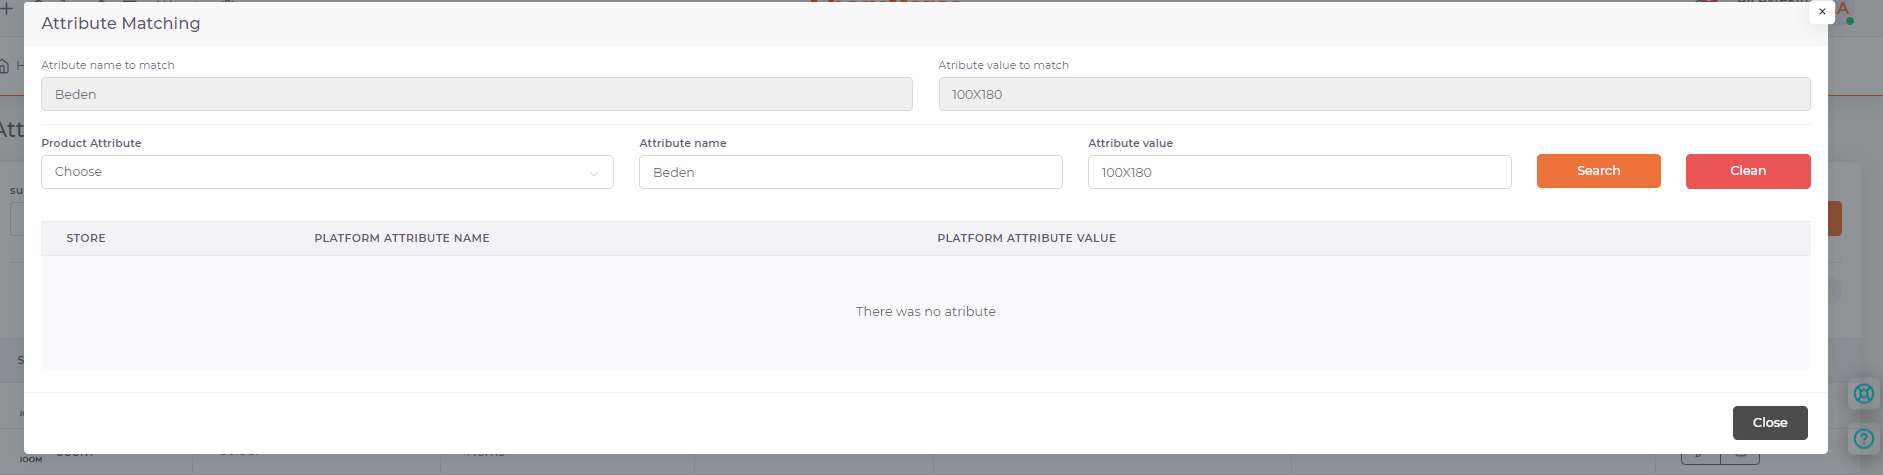 Attribute Matching
×
Atribute name to match
Atribute value to match
Beden
100X180
Product Attribute
Attribute name
Attribute value
Choose
Beden
100X180
Search
Clean
STORE
PLATFORM ATTRIBUTE NAME
PLATFORM ATTRIBUTE VALUE
There was no atribute
Close
JOOM